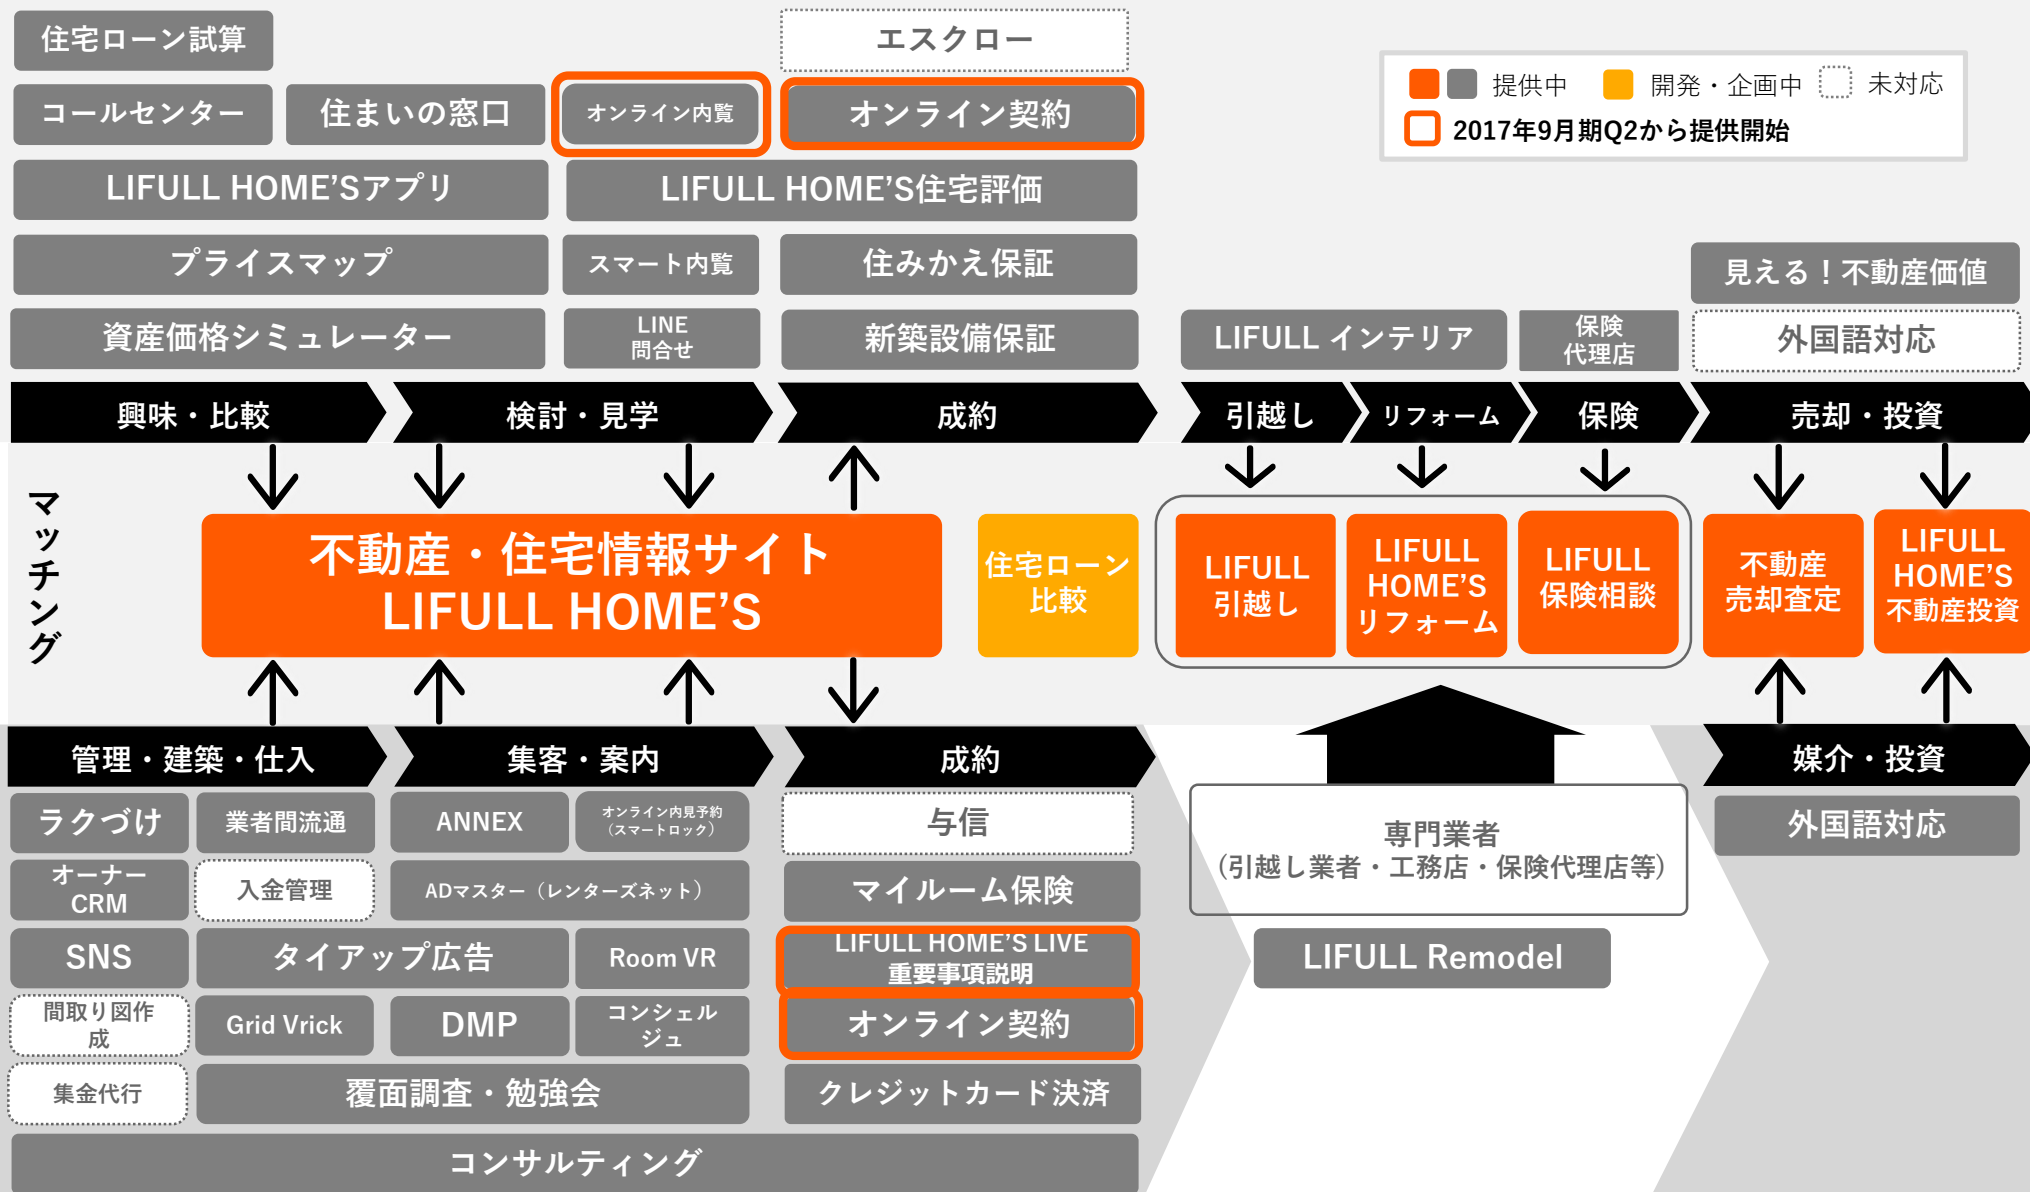 住宅ローン試算
エスクロー
提供中
開発・企画中
未対応
2017年9月期Q2から提供開始
コールセンター
住まいの窓口
オンライン内覧
オンライン契約
LIFULL HOME’Sアプリ
LIFULL HOME’S住宅評価
プライスマップ
スマート内覧
住みかえ保証
見える！不動産価値
資産価格シミュレーター
LINE
問合せ
新築設備保証
LIFULL インテリア
保険
代理店
外国語対応
興味・比較
検討・見学
成約
引越し
リフォーム
保険
売却・投資
マッチング
不動産・住宅情報サイト
LIFULL HOME’S
住宅ローン
比較
LIFULL
引越し
LIFULL
HOME’S
リフォーム
LIFULL
保険相談
不動産
売却査定
LIFULL
HOME’S
不動産投資
管理・建築・仕入
集客・案内
成約
媒介・投資
ラクづけ
業者間流通
ANNEX
オンライン内見予約
（スマートロック）
与信
専門業者
(引越し業者・工務店・保険代理店等)
外国語対応
オーナー
CRM
入金管理
ADマスター（レンターズネット）
マイルーム保険
SNS
タイアップ広告
Room VR
LIFULL HOME’S LIVE
重要事項説明
LIFULL Remodel
間取り図作
成
Grid Vrick
DMP
コンシェル
ジュ
オンライン契約
集金代行
覆面調査・勉強会
クレジットカード決済
コンサルティング